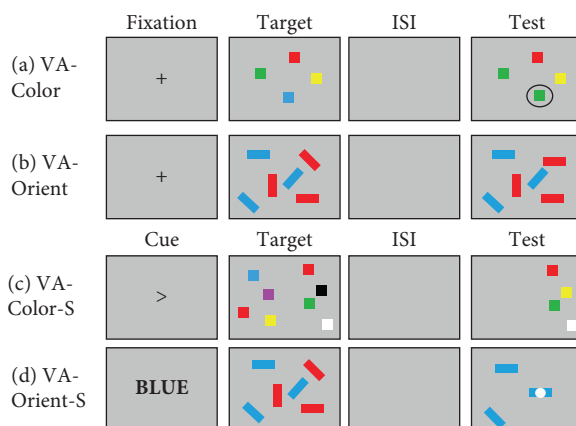 Fixation Target ISI Test
(a) VA-
Color
+
(b) VA-
Orient
+
Cue Target ISI Test
(c) VA-
Color-S
>
(d) VA-
Orient-S
BLUE